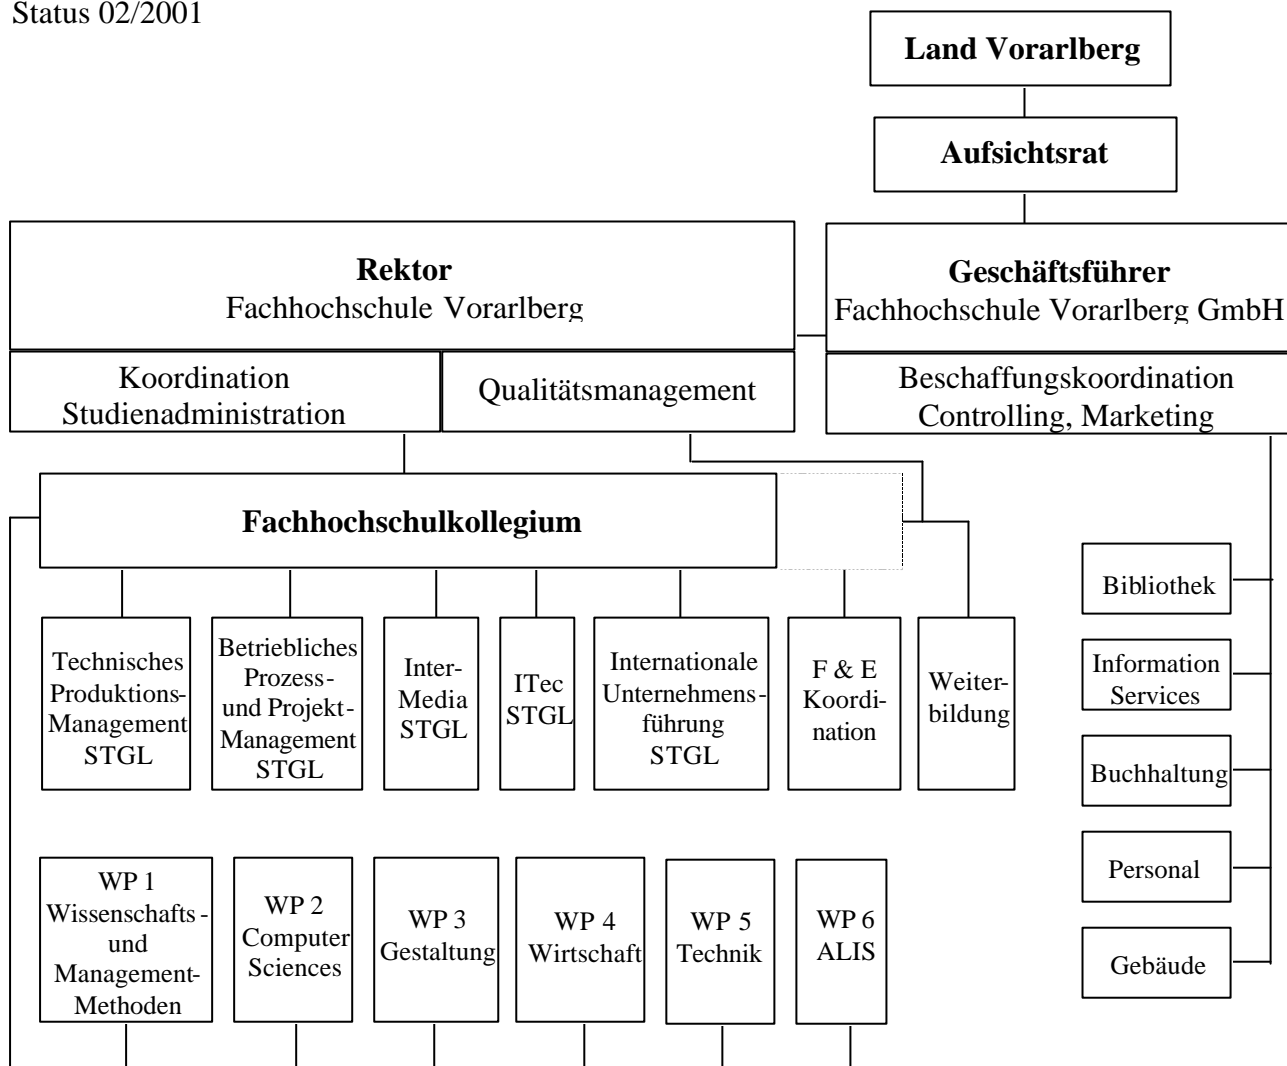 Status 02/2001
Land Vorarlberg
Aufsichtsrat
Rektor
Fachhochschule Vorarlberg
Geschäftsführer
Fachhochschule Vorarlberg GmbH
Koordination
Studienadministration
Qualitätsmanagement
Beschaffungskoordination
Controlling, Marketing
Fachhochschulkollegium
Technisches
Produktions-
Management
STGL
Betriebliches
Prozess-
und Projekt-
Management
STGL
Inter-
Media
STGL
ITec
STGL
Internationale
Unternehmens-
führung
STGL
F & E
Koordi-
nation
Weiter-
bildung
Bibliothek
Information
Services
Buchhaltung
Personal
Gebäude
WP 1
Wissenschafts-
und
Management-
Methoden
WP 2
Computer
Sciences
WP 3
Gestaltung
WP 4
Wirtschaft
WP 5
Technik
WP 6
ALIS